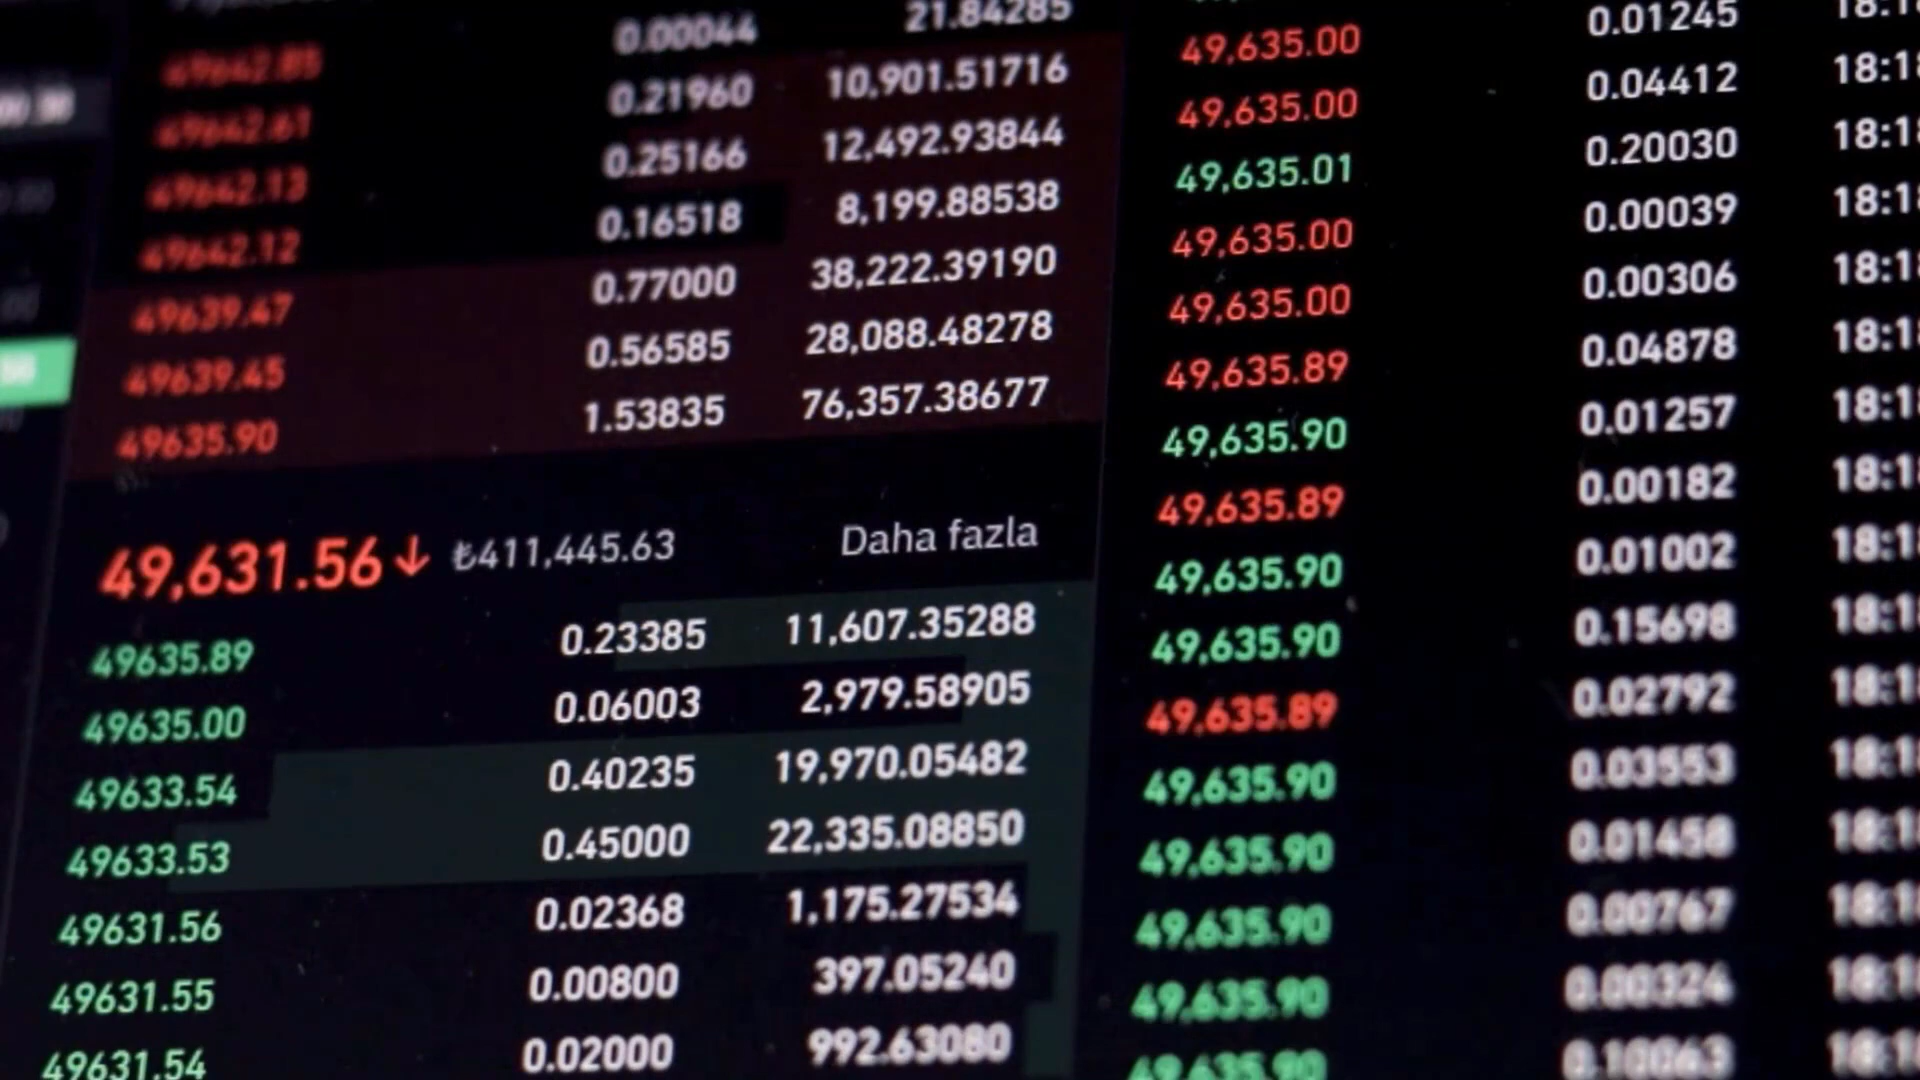 0.00044 21.84285
49642.85 0.21960 10,901.51716
49642.61 0.25166 12,492.93844
49642.13 0.16518 8,199.88538
49642.12 0.77000 38,222.39190
49639.47 0.56585 28,088.48278
49639.45 1.53835 76,357.38677
49635.90
49,631.56↓ ₺411,445.63 Daha fazla
49635.89 0.23385 11,607.35288
49635.00 0.06003 2,979.58905
49633.54 0.40235 19,970.05482
49633.53 0.45000 22,335.08850
49631.56 0.02368 1,175.27534
49631.55 0.00800 397.05240
49631.54 0.02000 992.63080
49,635.00 0.01245 18:1
49,635.00 0.04412 18:1
49,635.01 0.20030 18:1
49,635.00 0.00039 18:1
49,635.00 0.00306 18:1
49,635.89 0.04878 18:1
49,635.90 0.01257 18:1
49,635.89 0.00182 18:1
49,635.90 0.01002 18:1
49,635.90 0.15698 18:1
49,635.89 0.02792 18:1
49,635.90 0.03553 18:1
49,635.90 0.01458 18:1
49,635.90 0.00767 18:1
49,635.90 0.00324 18:1
49,635.90 0.10063 18:1